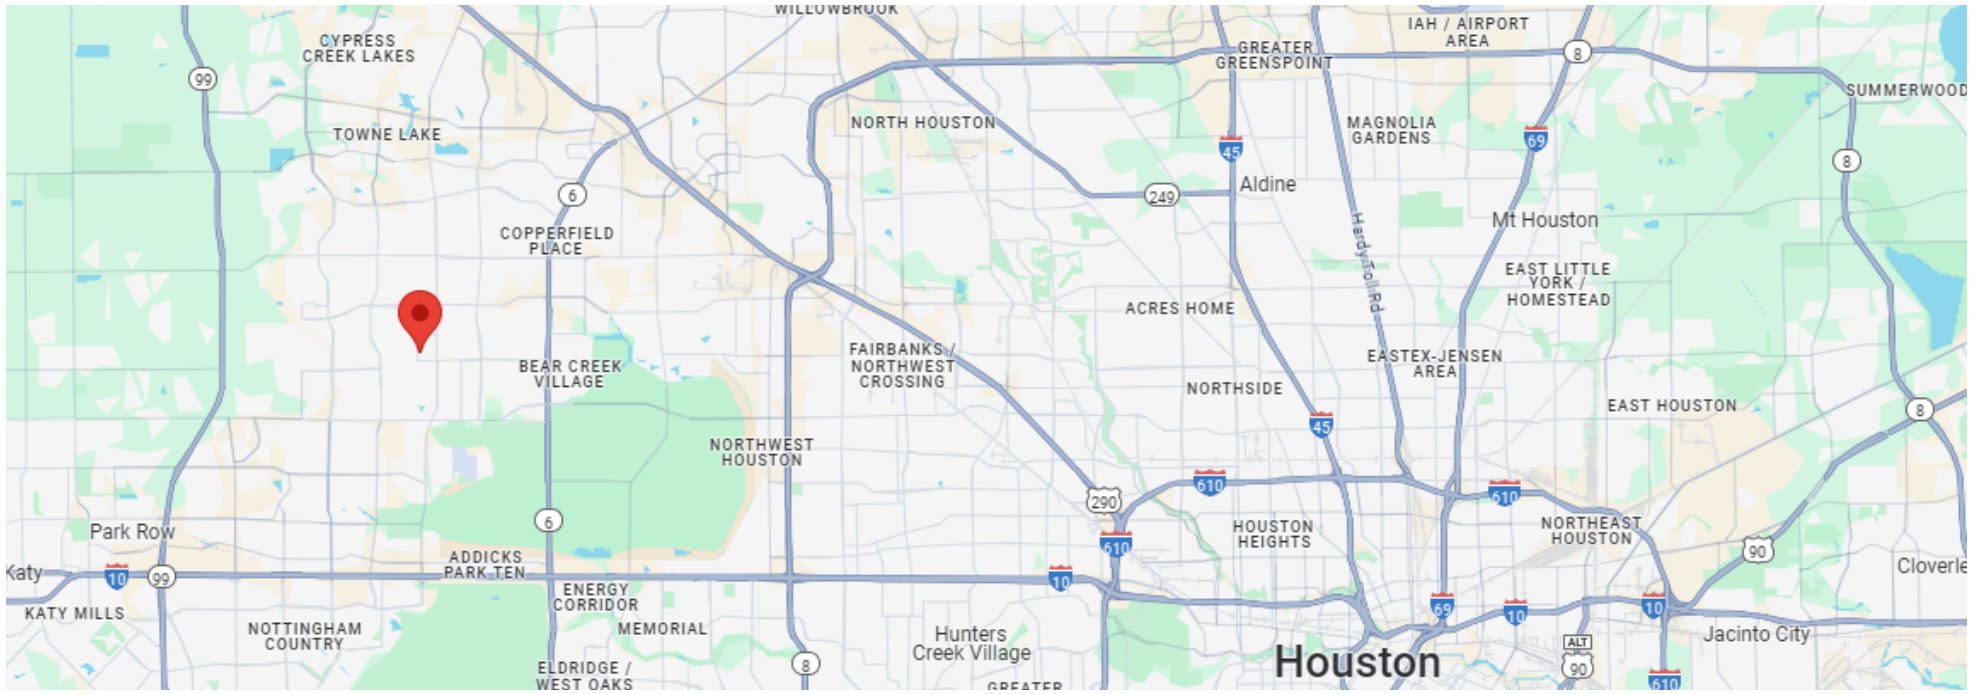 WILLOWBROOK
IAH / AIRPORT
AREA
CYPRESS
CREEK LAKES
GREATER
GREENSPOINT
8
99
SUMMERWOOD
TOWNE LAKE
NORTH HOUSTON
MAGNOLIA
GARDENS
69
45
8
6
249
Aldine
Mt Houston
COPPERFIELD
PLACE
Hardy Toll Rd
EAST LITTLE
YORK /
HOMESTEAD
ACRES HOME
FAIRBANKS /
NORTHWEST
CROSSING
EASTEX-JENSEN
AREA
BEAR CREEK
VILLAGE
NORTHSIDE
EAST HOUSTON
8
45
NORTHWEST
HOUSTON
610
610
290
6
Park Row
HOUSTON
HEIGHTS
NORTHEAST
HOUSTON
610
90
ADDICKS
PARK TEN
Katy
10
99
10
Cloverle
ENERGY
CORRIDOR
KATY MILLS
69
10
10
NOTTINGHAM
COUNTRY
MEMORIAL
Hunters
Creek Village
Jacinto City
ALT
90
8
Houston
ELDRIDGE /
WEST OAKS
GREATER
610